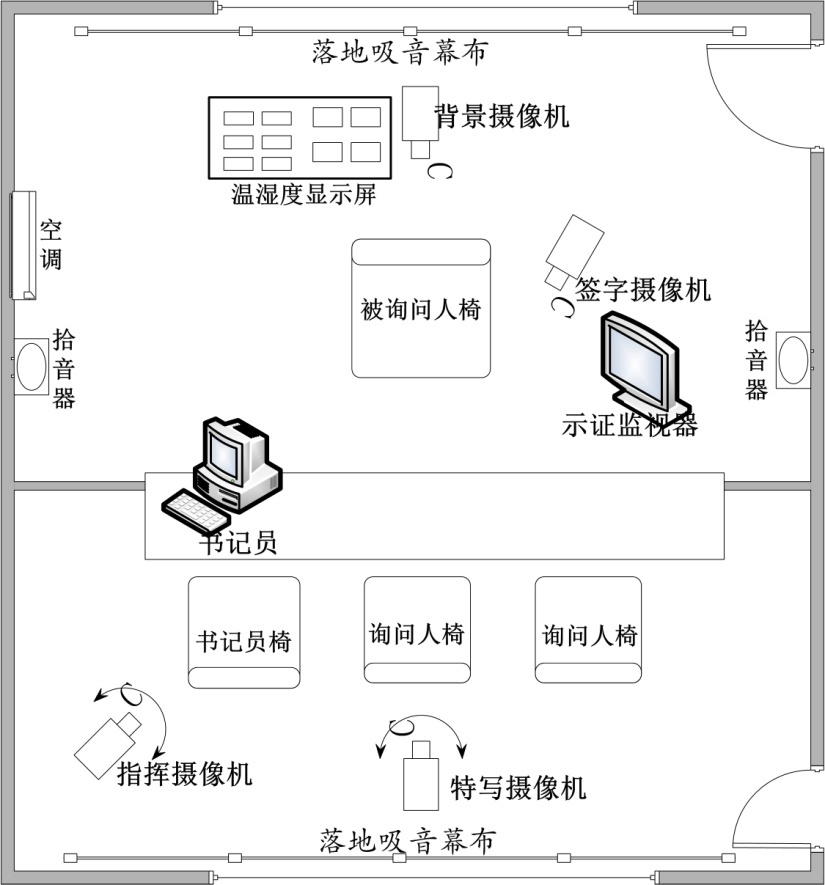 落地吸音幕布
背景摄像机
C
温湿度显示屏
空调
签字摄像机
C
被询问人椅
拾音器
拾音器
示证监视器
书记员
书记员椅
询问人椅
询问人椅
C
指挥摄像机
C
特写摄像机
落地吸音幕布